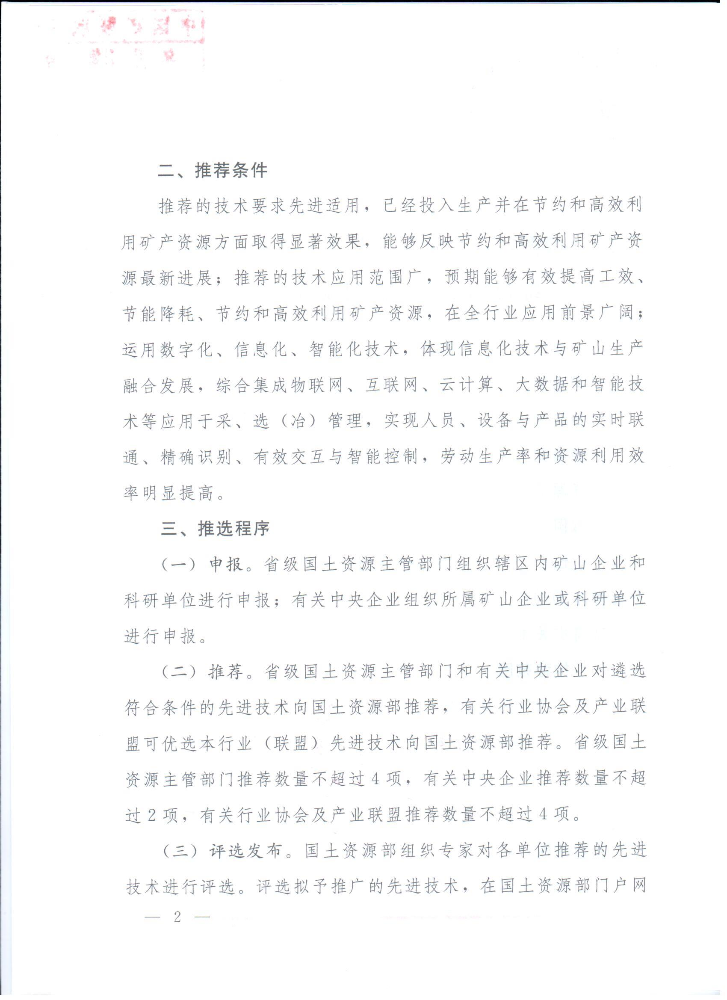 二、推荐条件
推荐的技术要求先进适用，已经投入生产并在节约和高效利
用矿产资源方面取得显著效果，能够反映节约和高效利用矿产资
源最新进展；推荐的技术应用范围广，预期能够有效提高工效、
节能降耗、节约和高效利用矿产资源，在全行业应用前景广阔；
运用数字化、信息化、智能化技术，体现信息化技术与矿山生产
融合发展，综合集成物联网、互联网、云计算、大数据和智能技
术等应用于采、选（冶）管理，实现人员、设备与产品的实时联
通、精确识别、有效交互与智能控制，劳动生产率和资源利用效
率明显提高。
三、推选程序
（一）申报。省级国土资源主管部门组织辖区内矿山企业和
科研单位进行申报；有关中央企业组织所属矿山企业或科研单位
进行申报。
（二）推荐。省级国土资源主管部门和有关中央企业对遴选
符合条件的先进技术向国土资源部推荐，有关行业协会及产业联
盟可优选本行业（联盟）先进技术向国土资源部推荐。省级国土
资源主管部门推荐数量不超过4项，有关中央企业推荐数量不超
过2项，有关行业协会及产业联盟推荐数量不超过4项。
（三）评选发布。国土资源部组织专家对各单位推荐的先进
技术进行评选。评选拟予推广的先进技术，在国土资源部门户网
— 2 —